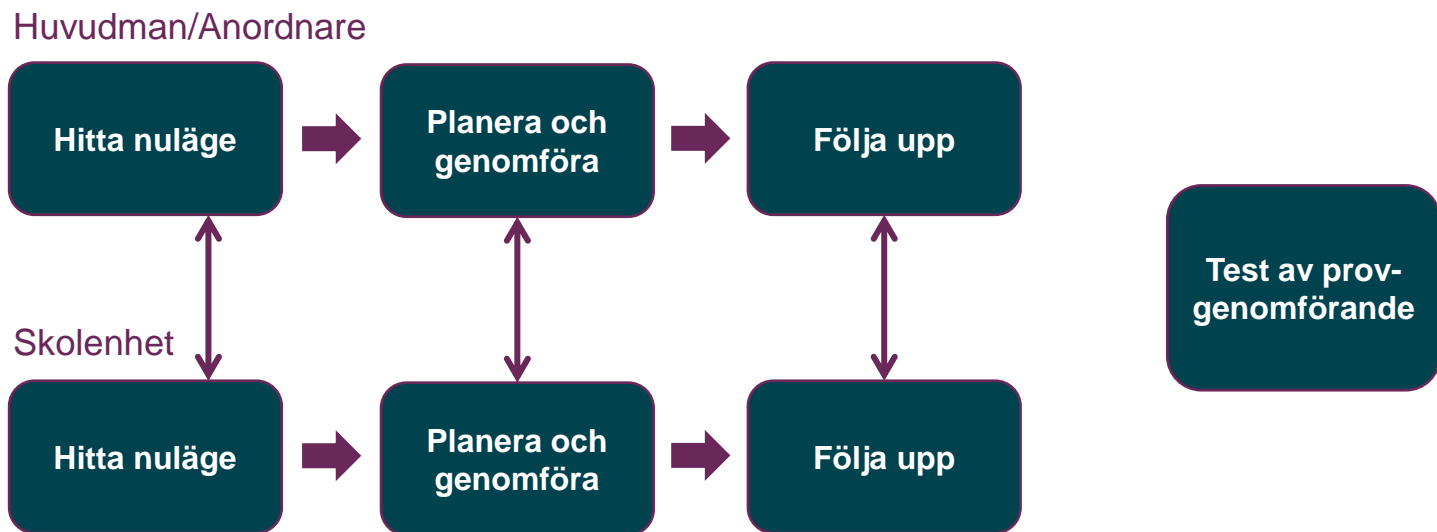 Huvudman/Anordnare
Hitta nuläge
Planera och
genomföra
Följa upp
Test av prov-
genomförande
Skolenhet
Hitta nuläge
Planera och
genomföra
Följa upp